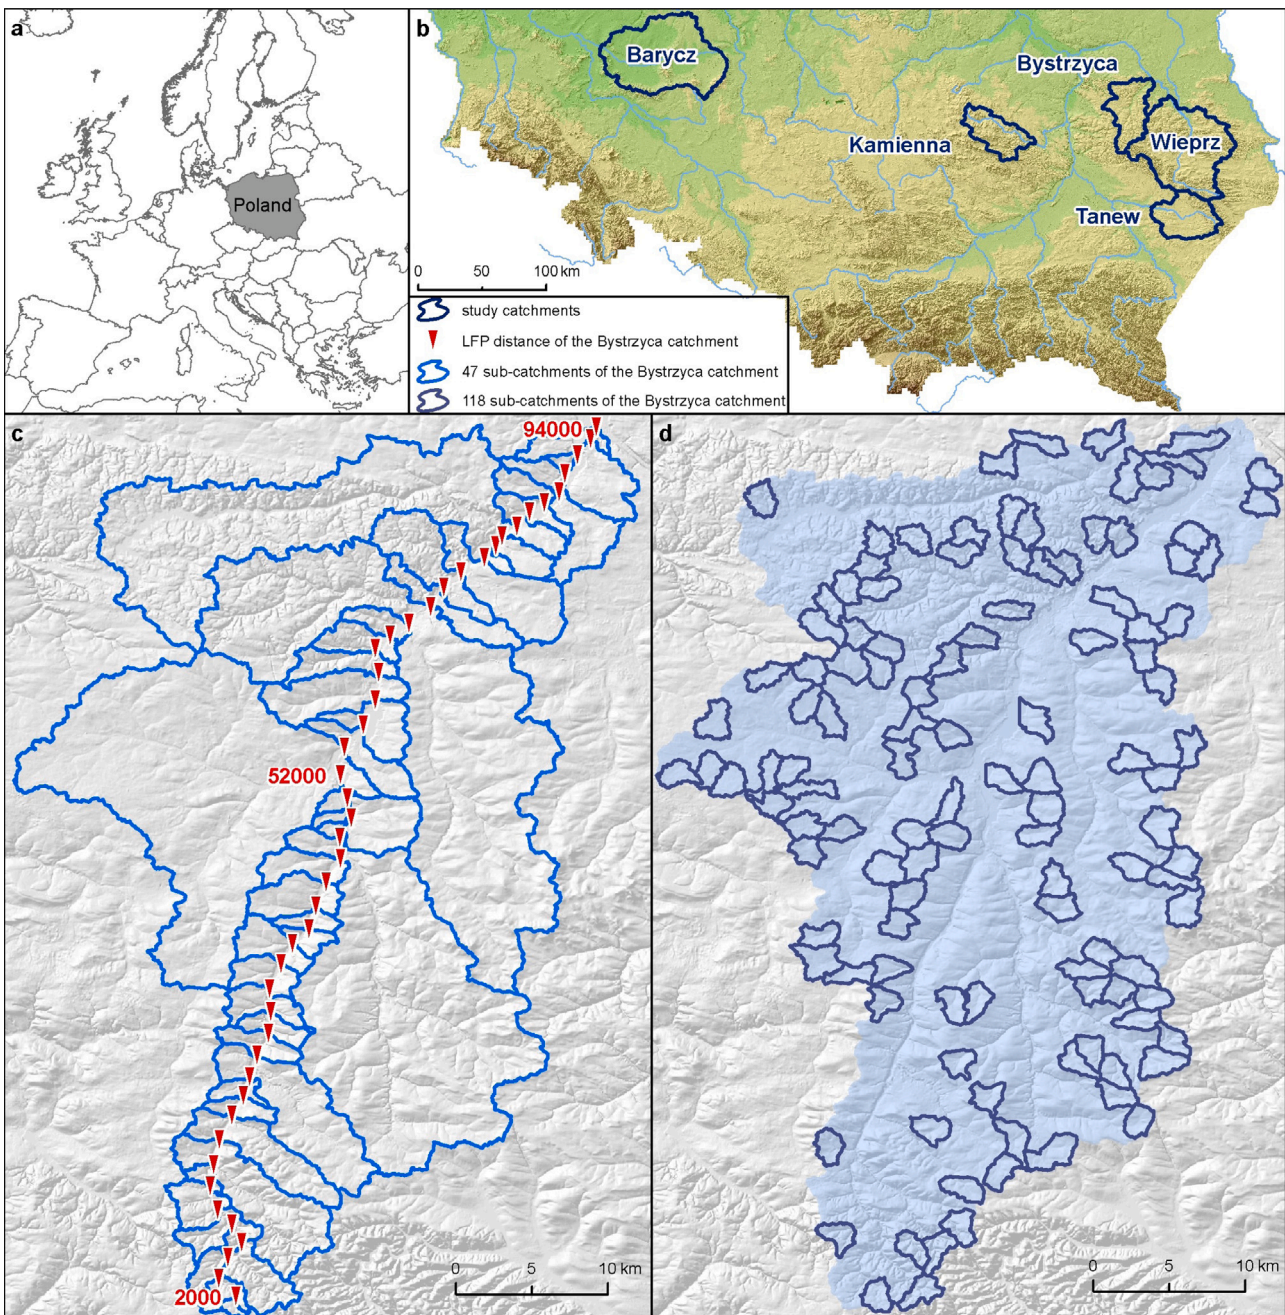 a
Poland
b
Barycz
Bystrzyca
Kamienna
Wieprz
Tanew
0 50 100 km
study catchments
LFP distance of the Bystrzyca catchment
47 sub-catchments of the Bystrzyca catchment
118 sub-catchments of the Bystrzyca catchment
c
94000
52000
2000
0 5 10 km
d
0 5 10 km